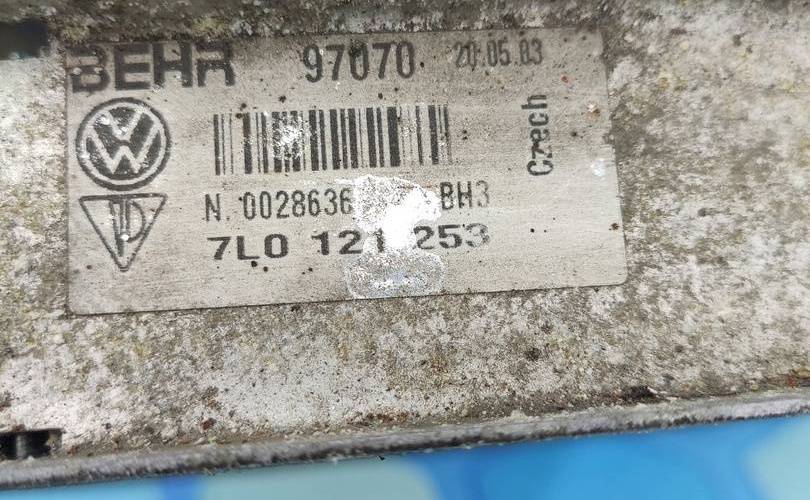 BEHR 97070 20.05.03
Czech
N. 0028636 BH3
7L0 121 253